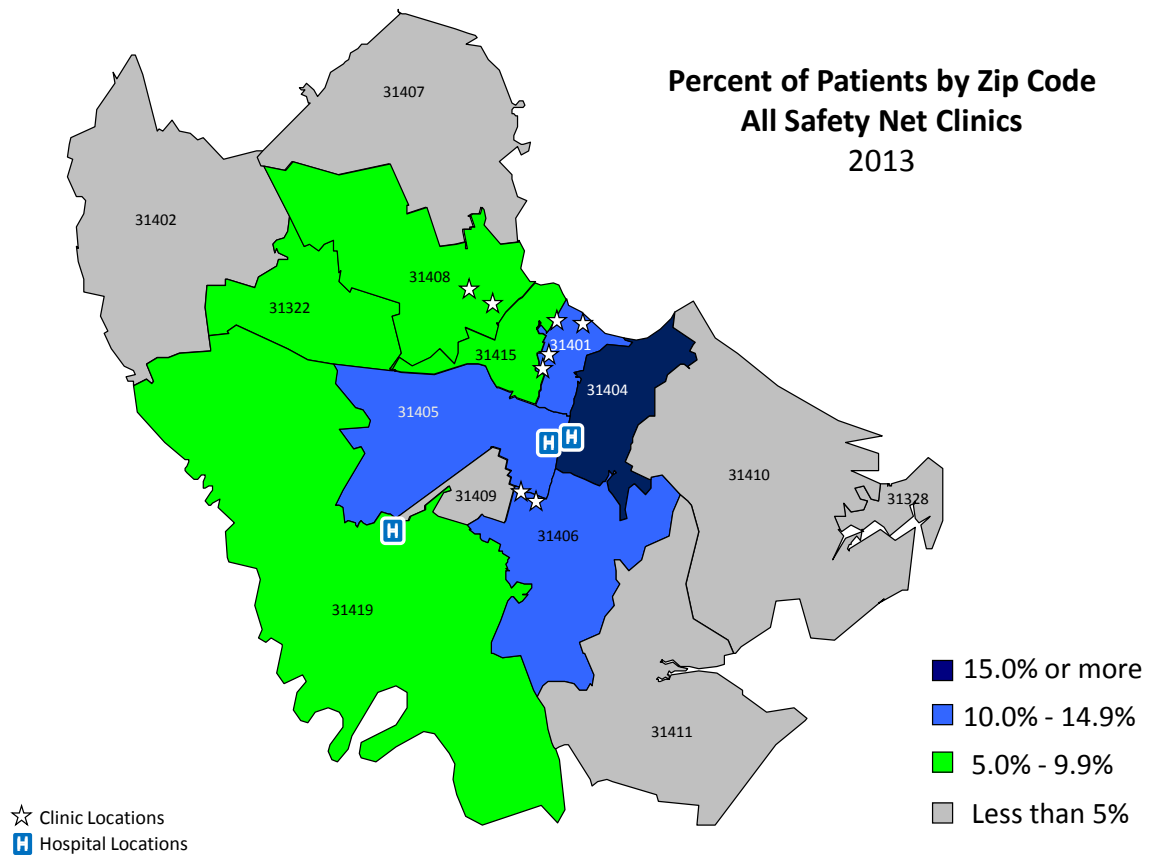 Percent of Patients by Zip Code
All Safety Net Clinics
2013
31407
31402
31408
31322
31401
31415
31404
31405
31410
31409
31328
31406
31419
31411
15.0% or more
10.0% - 14.9%
5.0% - 9.9%
Less than 5%
Clinic Locations
H Hospital Locations
H
H
H